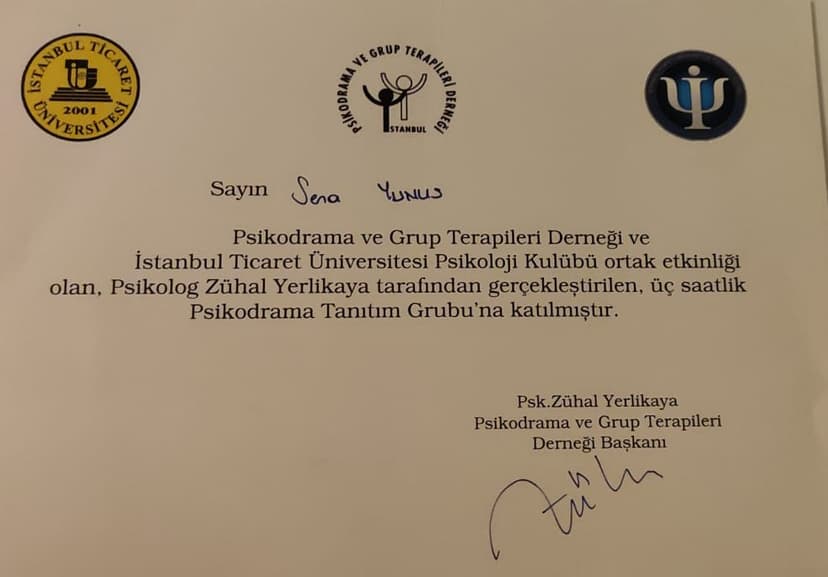 İSTANBUL TİCARET ÜNİVERSİTESİ
2001
PSİKODRAMA VE GRUP TERAPİLERİ DERNEĞİ
İSTANBUL
Sayın Sena Yunus
Psikodrama ve Grup Terapileri Derneği ve
İstanbul Ticaret Üniversitesi Psikoloji Kulübü ortak etkinliği
olan, Psikolog Zühal Yerlikaya tarafından gerçekleştirilen, üç saatlik
Psikodrama Tanıtım Grubu'na katılmıştır.
Psk.Zühal Yerlikaya
Psikodrama ve Grup Terapileri
Derneği Başkanı